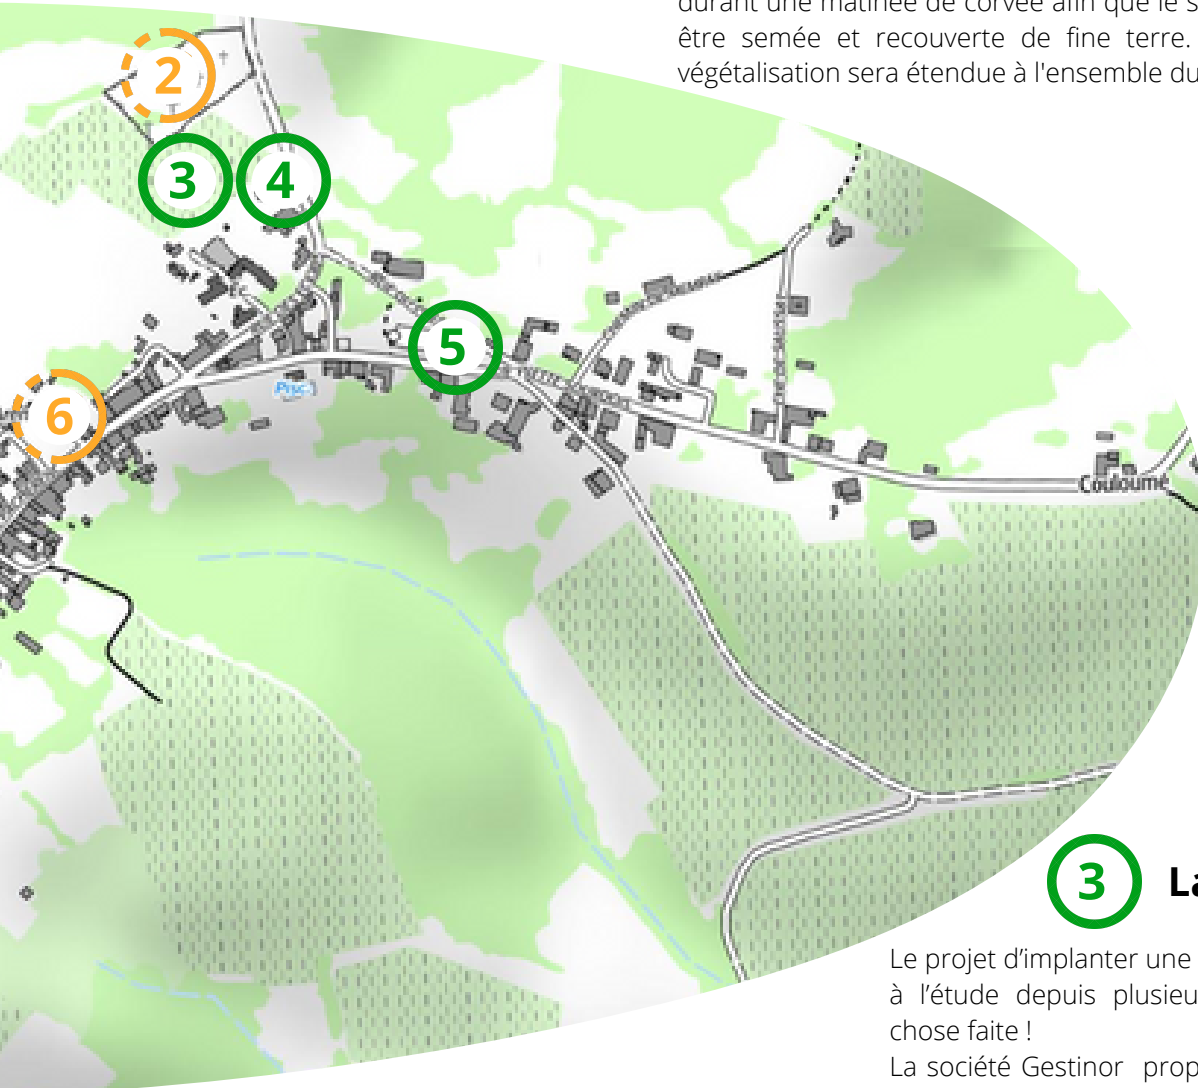 durant une matinée de corvée afin que le s
être semée et recouverte de fine terre.
végétalisation sera étendue à l'ensemble du
2
3 4
5
Pisc.
6
Couloumé
3 La
Le projet d’implanter une
à l’étude depuis plusieu
chose faite !
La société Gestinor prop